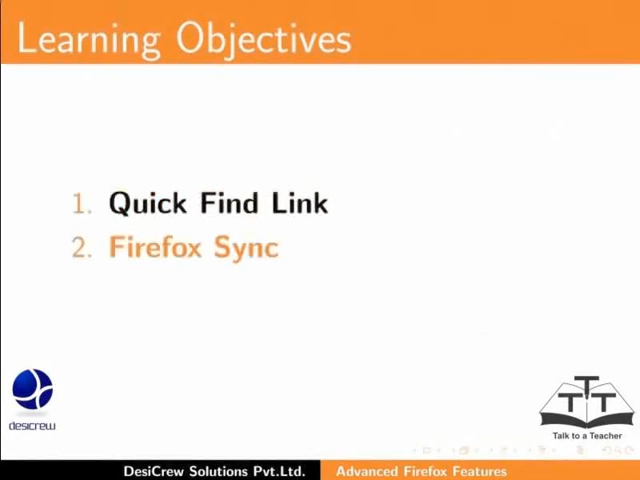 Learning Objectives
1. Quick Find Link
2. Firefox Sync
desicrew
TTT
Talk to a Teacher
DesiCrew Solutions Pvt.Ltd. Advanced Firefox Features